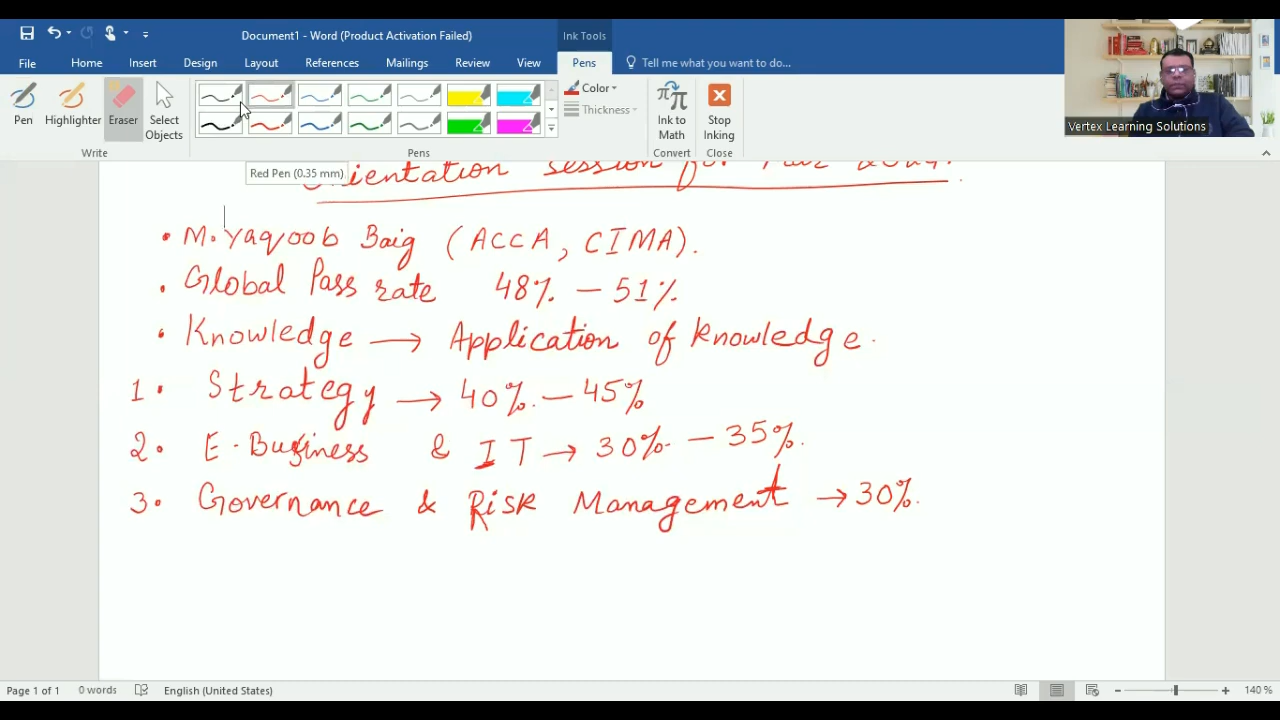 Document1 - Word (Product Activation Failed)
Ink Tools
File
Home
Insert
Design
Layout
References
Mailings
Review
View
Pens
Tell me what you want to do...
Pen
Highlighter
Eraser
Select Objects
Color
Thickness
Ink to Math
Stop Inking
Write
Pens
Convert
Close
Vertex Learning Solutions
Red Pen (0.35 mm)
Orientation session for
• M. Yaqoob Baig (ACCA, CIMA).
• Global Pass rate 48% – 51%
• Knowledge → Application of knowledge.
1. Strategy → 40% – 45%
2. E-Business & IT → 30% – 35%.
3. Governance & Risk Management → 30%.
Page 1 of 1
0 words
English (United States)
140 %